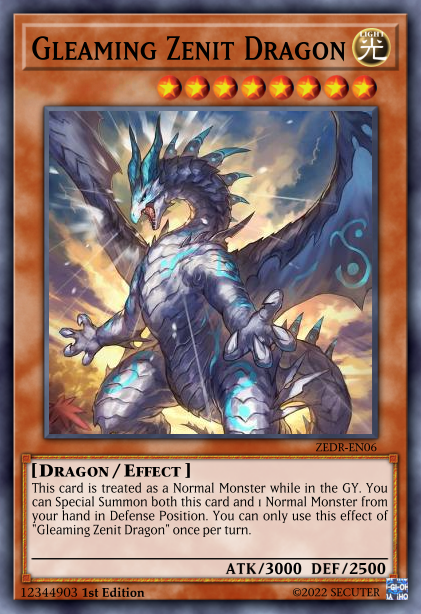 Gleaming Zenit Dragon
LIGHT
光
ZEDR-EN06
[Dragon / Effect]
This card is treated as a Normal Monster while in the GY. You
can Special Summon both this card and 1 Normal Monster from
your hand in Defense Position. You can only use this effect of
"Gleaming Zenit Dragon" once per turn.
ATK/3000 DEF/2500
12344903 1st Edition
©2022 SECUTER